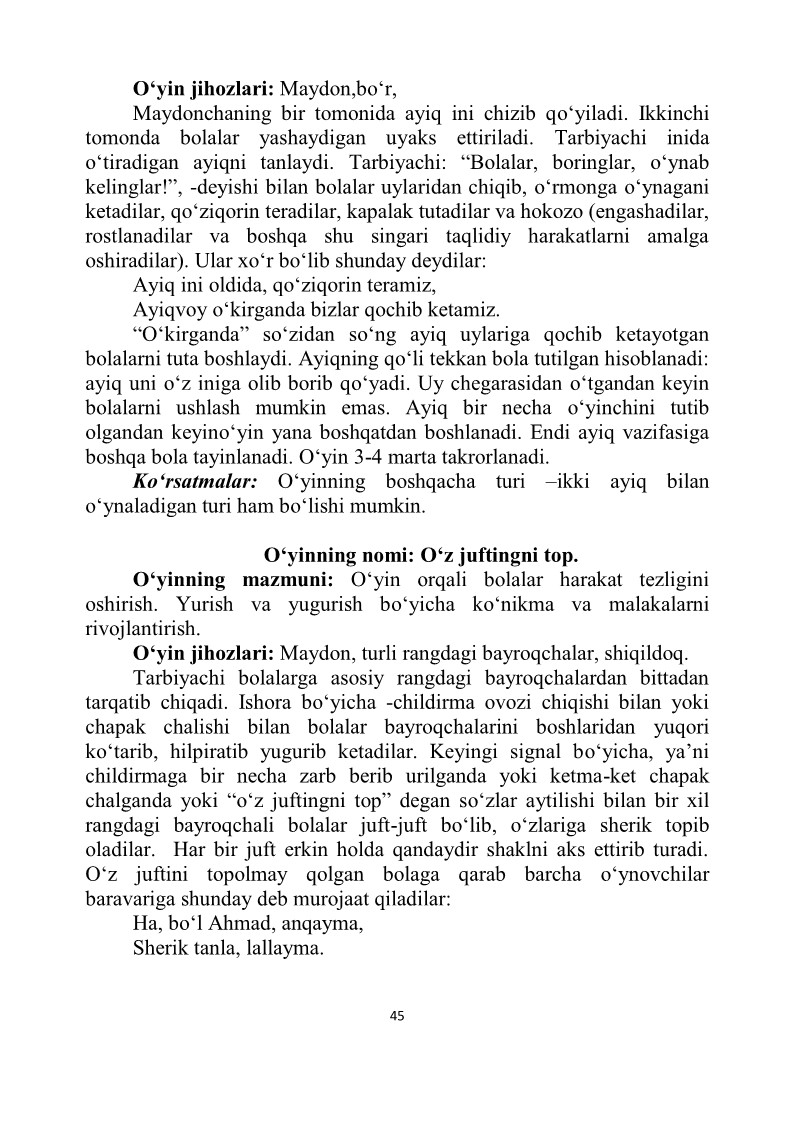 O‘yin jihozlari: Maydon,bo‘r,
Maydonchaning bir tomonida ayiq ini chizib qo‘yiladi. Ikkinchi
tomonda bolalar yashaydigan uyaks ettiriladi. Tarbiyachi inida
o‘tiradigan ayiqni tanlaydi. Tarbiyachi: “Bolalar, boringlar, o‘ynab
kelinglar!”, -deyishi bilan bolalar uylaridan chiqib, o‘rmonga o‘ynagani
ketadilar, qo‘ziqorin teradilar, kapalak tutadilar va hokozo (engashadilar,
rostlanadilar va boshqa shu singari taqlidiy harakatlarni amalga
oshiradilar). Ular xo‘r bo‘lib shunday deydilar:
Ayiq ini oldida, qo‘ziqorin teramiz,
Ayiqvoy o‘kirganda bizlar qochib ketamiz.
“O‘kirganda” so‘zidan so‘ng ayiq uylariga qochib ketayotgan
bolalarni tuta boshlaydi. Ayiqning qo‘li tekkan bola tutilgan hisoblanadi:
ayiq uni o‘z iniga olib borib qo‘yadi. Uy chegarasidan o‘tgandan keyin
bolalarni ushlash mumkin emas. Ayiq bir necha o‘yinchini tutib
olgandan keyino‘yin yana boshqatdan boshlanadi. Endi ayiq vazifasiga
boshqa bola tayinlanadi. O‘yin 3-4 marta takrorlanadi.
Ko‘rsatmalar: O‘yinning boshqacha turi –ikki ayiq bilan
o‘ynaladigan turi ham bo‘lishi mumkin.
O‘yinning nomi: O‘z juftingni top.
O‘yinning mazmuni: O‘yin orqali bolalar harakat tezligini
oshirish. Yurish va yugurish bo‘yicha ko‘nikma va malakalarni
rivojlantirish.
O‘yin jihozlari: Maydon, turli rangdagi bayroqchalar, shiqildoq.
Tarbiyachi bolalarga asosiy rangdagi bayroqchalardan bittadan
tarqatib chiqadi. Ishora bo‘yicha -childirma ovozi chiqishi bilan yoki
chapak chalishi bilan bolalar bayroqchalarini boshlaridan yuqori
ko‘tarib, hilpiratib yugurib ketadilar. Keyingi signal bo‘yicha, ya’ni
childirmaga bir necha zarb berib urilganda yoki ketma-ket chapak
chalganda yoki “o‘z juftingni top” degan so‘zlar aytilishi bilan bir xil
rangdagi bayroqchali bolalar juft-juft bo‘lib, o‘zlariga sherik topib
oladilar. Har bir juft erkin holda qandaydir shaklni aks ettirib turadi.
O‘z juftini topolmay qolgan bolaga qarab barcha o‘ynovchilar
baravariga shunday deb murojaat qiladilar:
Ha, bo‘l Ahmad, anqayma,
Sherik tanla, lallayma.
45